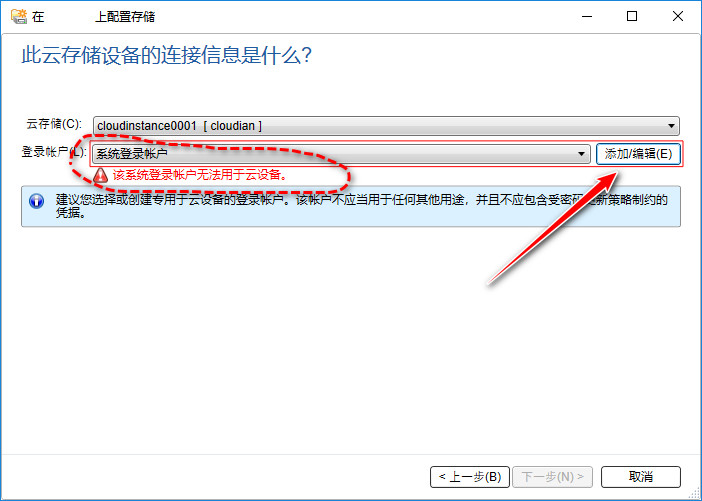 在 上配置存储
此云存储设备的连接信息是什么?
云存储(C): cloudinstance0001 [ cloudian ]
登录帐户(L): 系统登录帐户 添加/编辑(E)
该系统登录帐户无法用于云设备。
建议您选择或创建专用于云设备的登录帐户。该帐户不应当用于任何其他用途，并且不应包含受密码更新策略制约的
凭据。
< 上一步(B) 下一步(N) > 取消